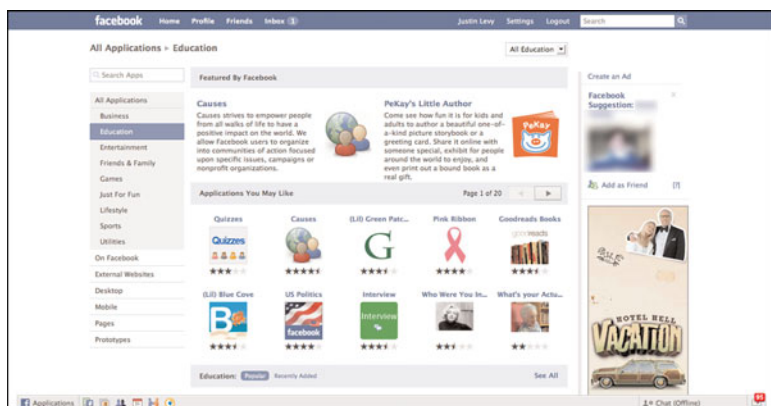 facebook Home Profile Friends Inbox 1 Justin Levy Settings Logout Search
All Applications ▸ Education All Education
Search Apps
All Applications
Business
Education
Entertainment
Friends & Family
Games
Just For Fun
Lifestyle
Sports
Utilities
On Facebook
External Websites
Desktop
Mobile
Pages
Prototypes
Featured By Facebook
Causes
Causes strives to empower people
from all walks of life to have a
positive impact on the world. We
allow Facebook users to organize
into communities of action focused
upon specific issues, campaigns or
nonprofit organizations.
PeKay's Little Author
Come see how fun it is for kids and
adults to author a beautiful one-of-
a-kind picture storybook or a
greeting card. Share it online with
someone special, exhibit for people
around the world to enjoy, and
even print out a bound book as a
real gift.
PeKay
Applications You May Like Page 1 of 20
Quizzes Causes (Lil) Green Patc... Pink Ribbon Goodreads Books
Quizzes G goodreads
(Lil) Blue Cove US Politics Interview Who Were You In... What's your Actu...
B facebook Interview
Education: Popular Recently Added See All
Create an Ad
Facebook
Suggestion:
Add as Friend [?]
HOTEL HELL
VACATION
Applications Chat (Offline) 95